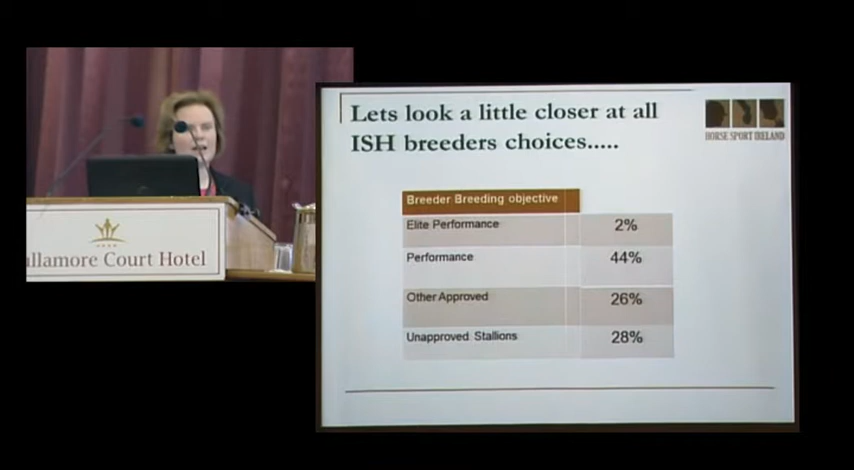 Lets look a little closer at all
ISH breeders choices.....
HORSE SPORT IRELAND
Breeder Breeding objective
Elite Performance 2%
Performance 44%
Other Approved 26%
Unapproved Stallions 28%
llamore Court Hotel